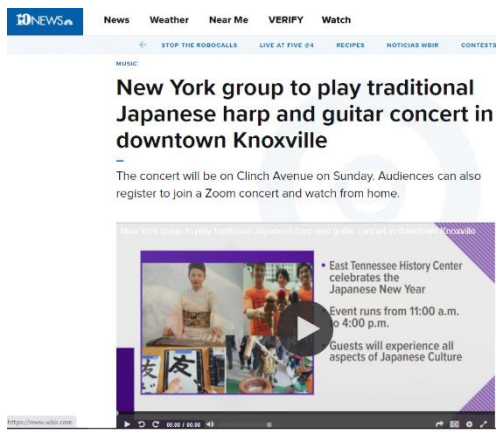 10NEWS
News Weather Near Me VERIFY Watch
STOP THE ROBOCALLS LIVE AT FIVE @4 RECIPES NOTICIAS WBIR CONTESTS
MUSIC
New York group to play traditional
Japanese harp and guitar concert in
downtown Knoxville
The concert will be on Clinch Avenue on Sunday. Audiences can also
register to join a Zoom concert and watch from home.
New York group to play traditional Japanese harp and guitar concert in downtown Knoxville
• East Tennessee History Center
celebrates the
Japanese New Year
Event runs from 11:00 a.m.
to 4:00 p.m.
Guests will experience all
aspects of Japanese Culture
友
00:00 / 00:00
https://www.wbir.com